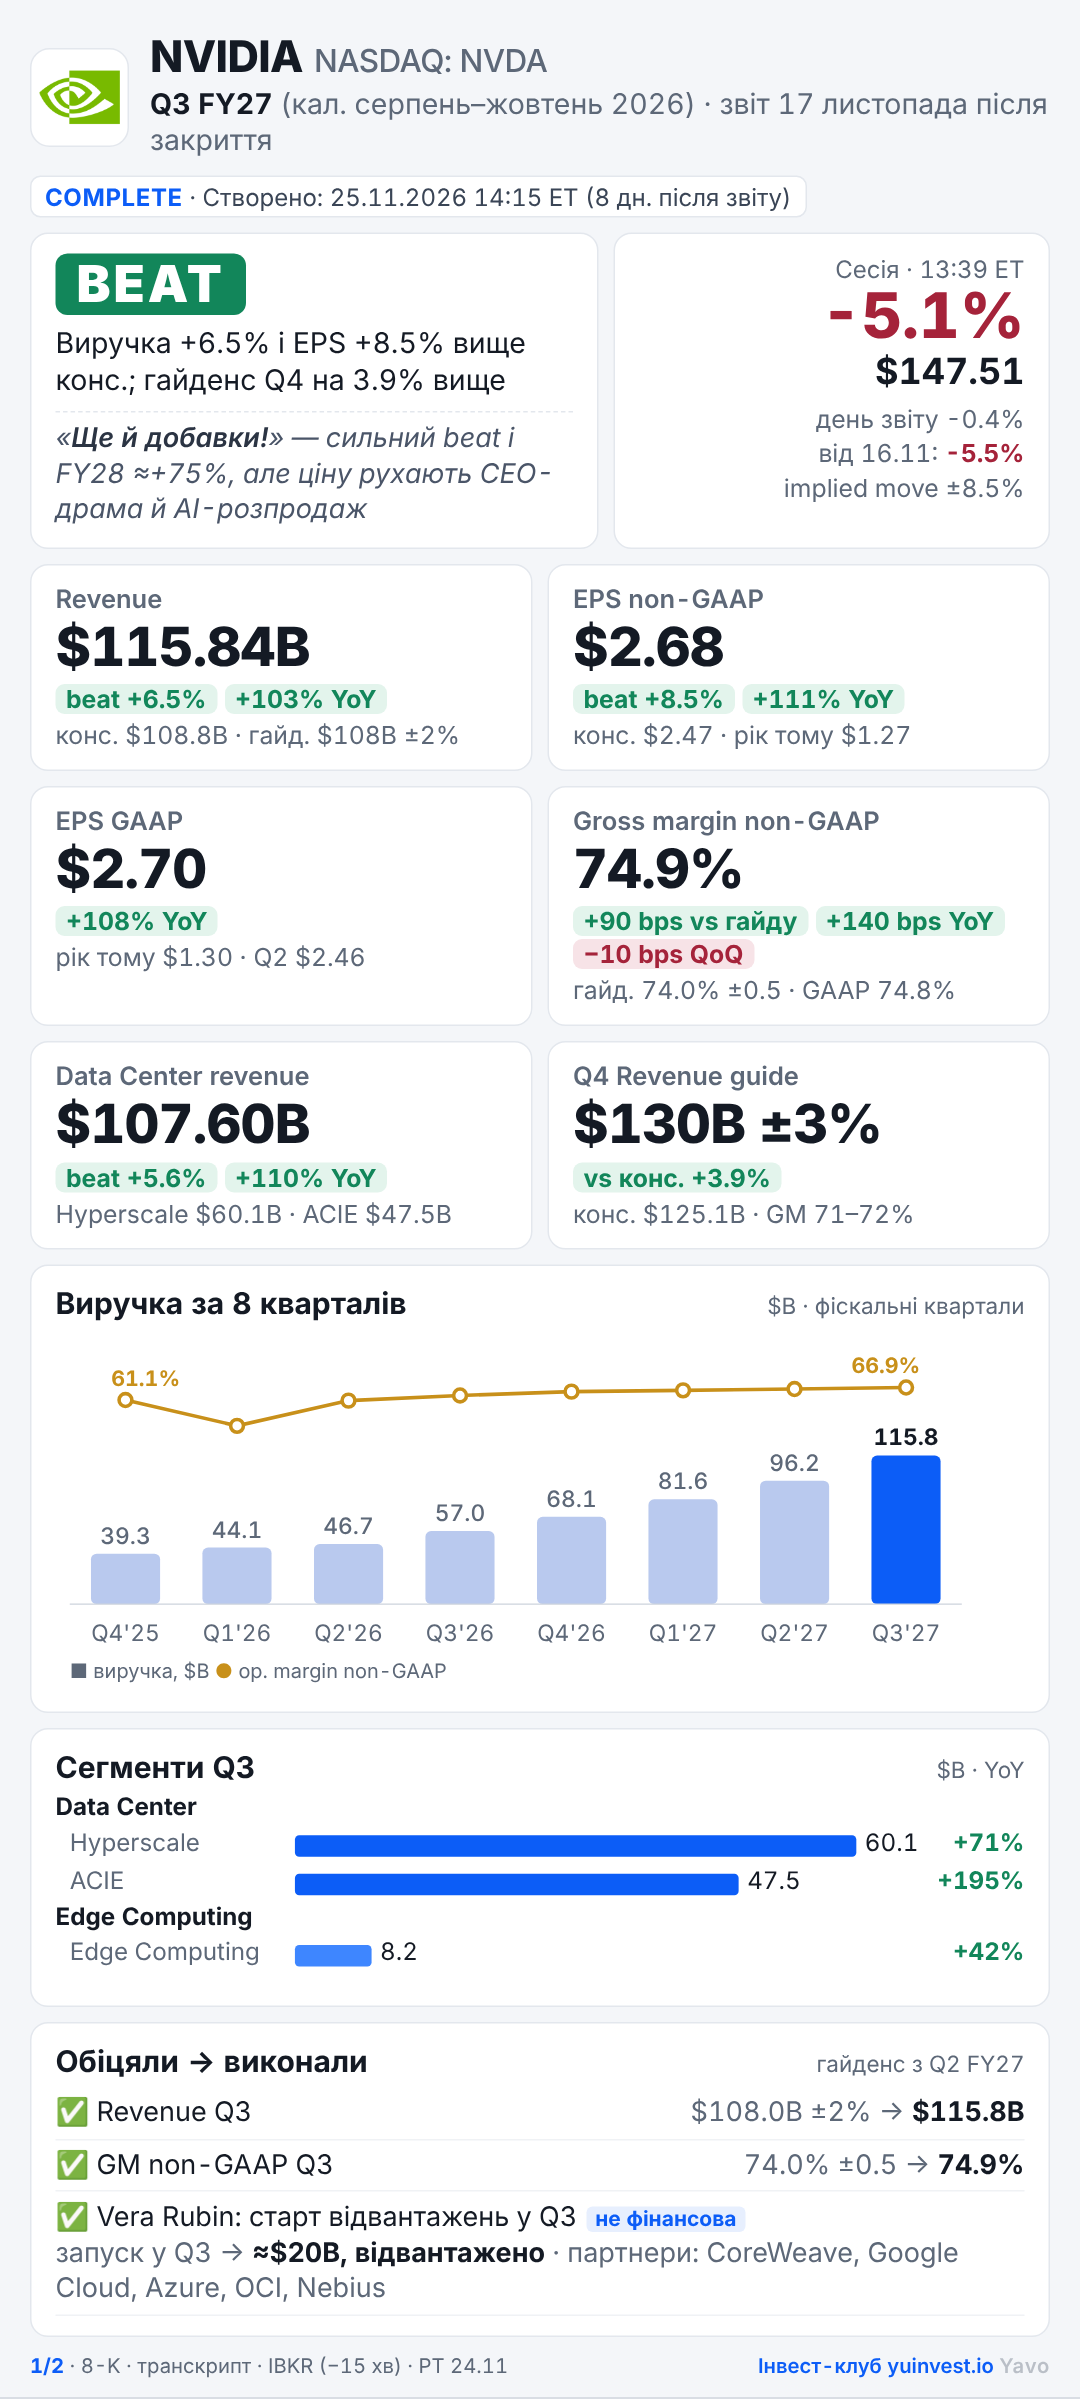 NVIDIA NASDAQ: NVDA
Q3 FY27 (кал. серпень–жовтень 2026) · звіт 17 листопада після
закриття
COMPLETE · Створено: 25.11.2026 14:15 ET (8 дн. після звіту)
BEAT
Виручка +6.5% і EPS +8.5% вище
конс.; гайденс Q4 на 3.9% вище
«Ще й добавки!» — сильний beat і
FY28 ≈+75%, але ціну рухають CEO-
драма й AI-розпродаж
Сесія · 13:39 ET
-5.1%
$147.51
день звіту -0.4%
від 16.11: -5.5%
implied move ±8.5%
Revenue
$115.84B
beat +6.5% +103% YoY
конс. $108.8B · гайд. $108B ±2%
EPS non-GAAP
$2.68
beat +8.5% +111% YoY
конс. $2.47 · рік тому $1.27
EPS GAAP
$2.70
+108% YoY
рік тому $1.30 · Q2 $2.46
Gross margin non-GAAP
74.9%
+90 bps vs гайду +140 bps YoY
−10 bps QoQ
гайд. 74.0% ±0.5 · GAAP 74.8%
Data Center revenue
$107.60B
beat +5.6% +110% YoY
Hyperscale $60.1B · ACIE $47.5B
Q4 Revenue guide
$130B ±3%
vs конс. +3.9%
конс. $125.1B · GM 71–72%
Виручка за 8 кварталів $B · фіскальні квартали
61.1% 66.9%
39.3 44.1 46.7 57.0 68.1 81.6 96.2 115.8
Q4'25 Q1'26 Q2'26 Q3'26 Q4'26 Q1'27 Q2'27 Q3'27
виручка, $B op. margin non-GAAP
Сегменти Q3 $B · YoY
Data Center
Hyperscale 60.1 +71%
ACIE 47.5 +195%
Edge Computing
Edge Computing 8.2 +42%
Обіцяли → виконали гайденс з Q2 FY27
✅ Revenue Q3 $108.0B ±2% → $115.8B
✅ GM non-GAAP Q3 74.0% ±0.5 → 74.9%
✅ Vera Rubin: старт відвантажень у Q3 не фінансова
запуск у Q3 → ≈$20B, відвантажено · партнери: CoreWeave, Google
Cloud, Azure, OCI, Nebius
1/2 · 8-K · транскрипт · IBKR (−15 хв) · PT 24.11 Інвест-клуб yuinvest.io Yavo